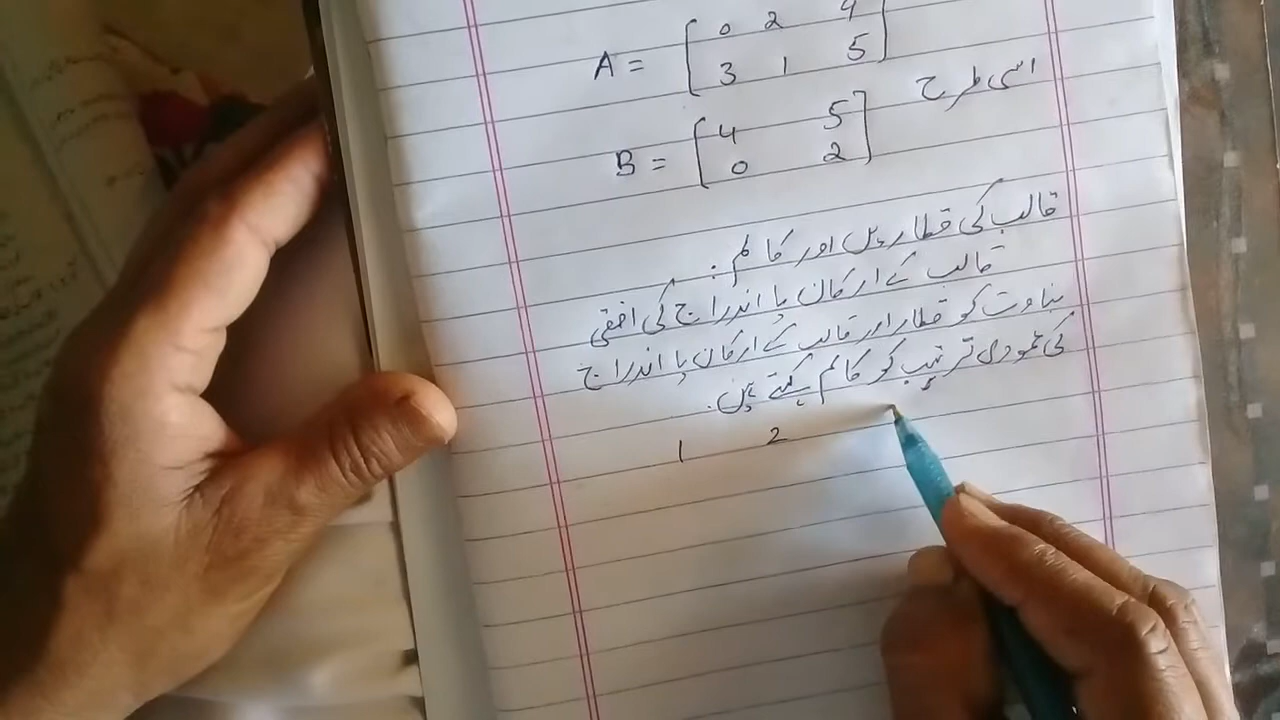 0 2 4
A = [3 1 5]
اسی طرح
B = [4 5
0 2]
قالب کی قطاریں اور کالم :
قالب کے ارکان یا اندراج کی افقی
بناوٹ کو قطار اور قالب کے ارکان یا اندراج
کی عمودی ترتیب کو کالم کہتے ہیں.
1 2